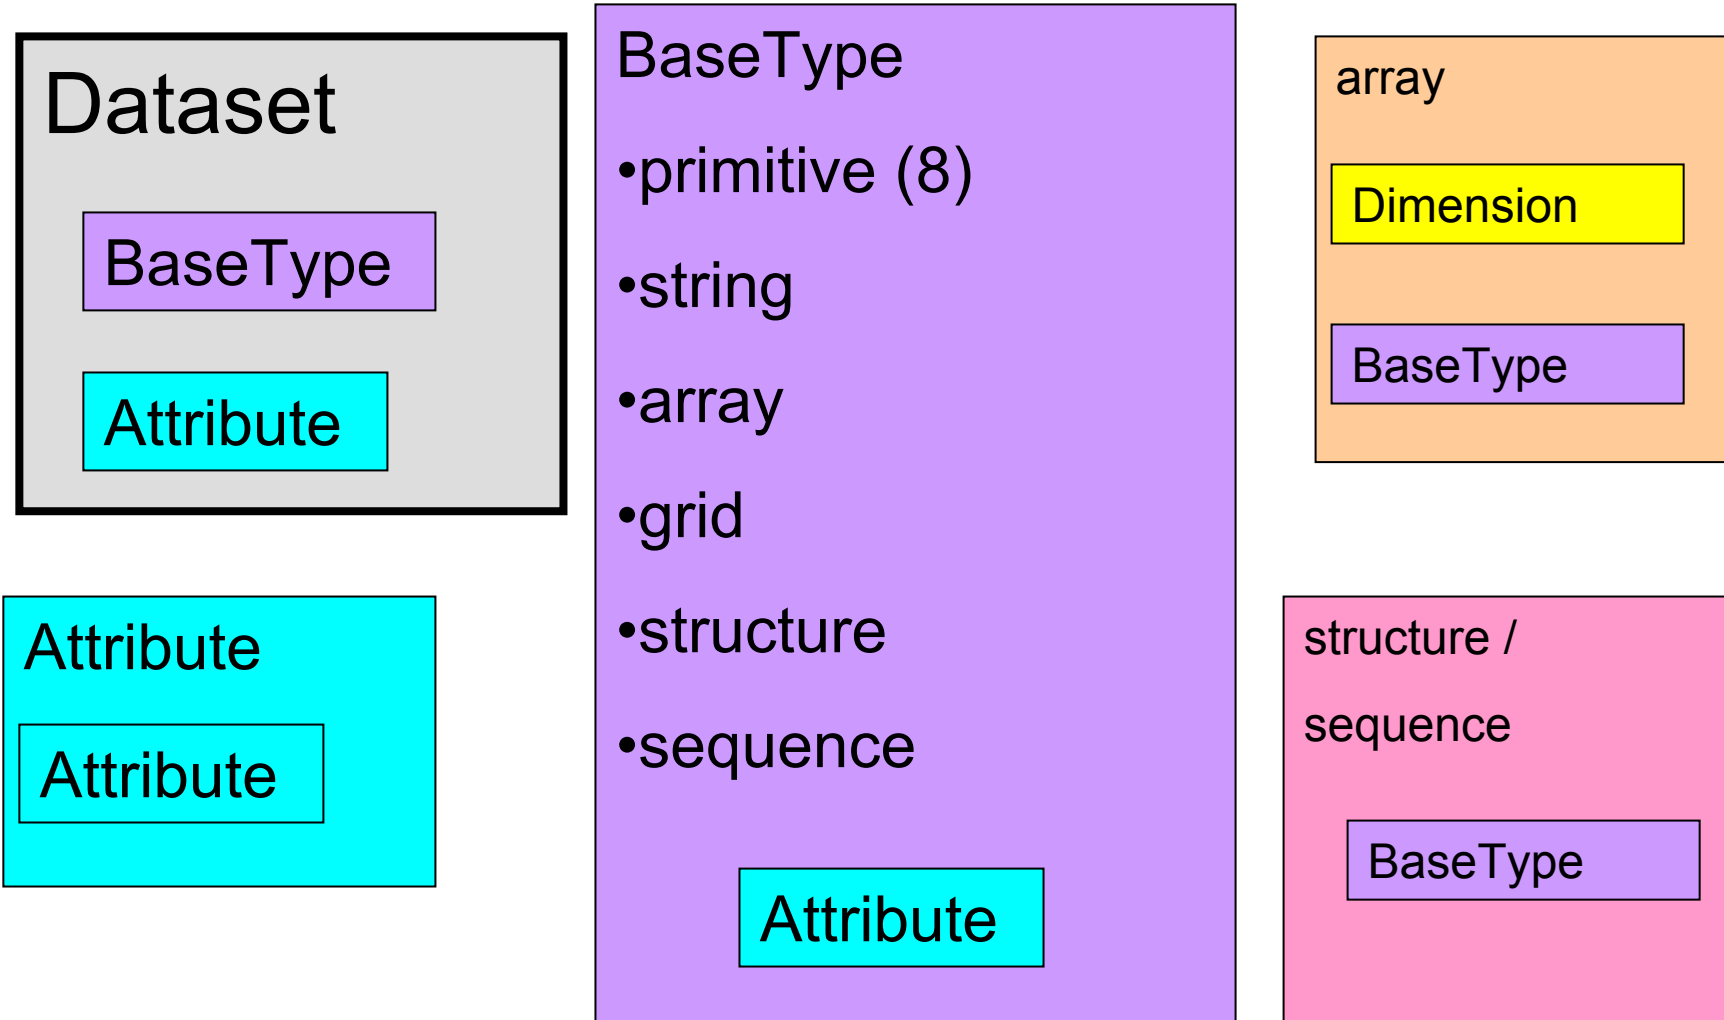 Dataset
BaseType
Attribute
Attribute
Attribute
BaseType
•primitive (8)
•string
•array
•grid
•structure
•sequence
Attribute
array
Dimension
BaseType
structure /
sequence
BaseType